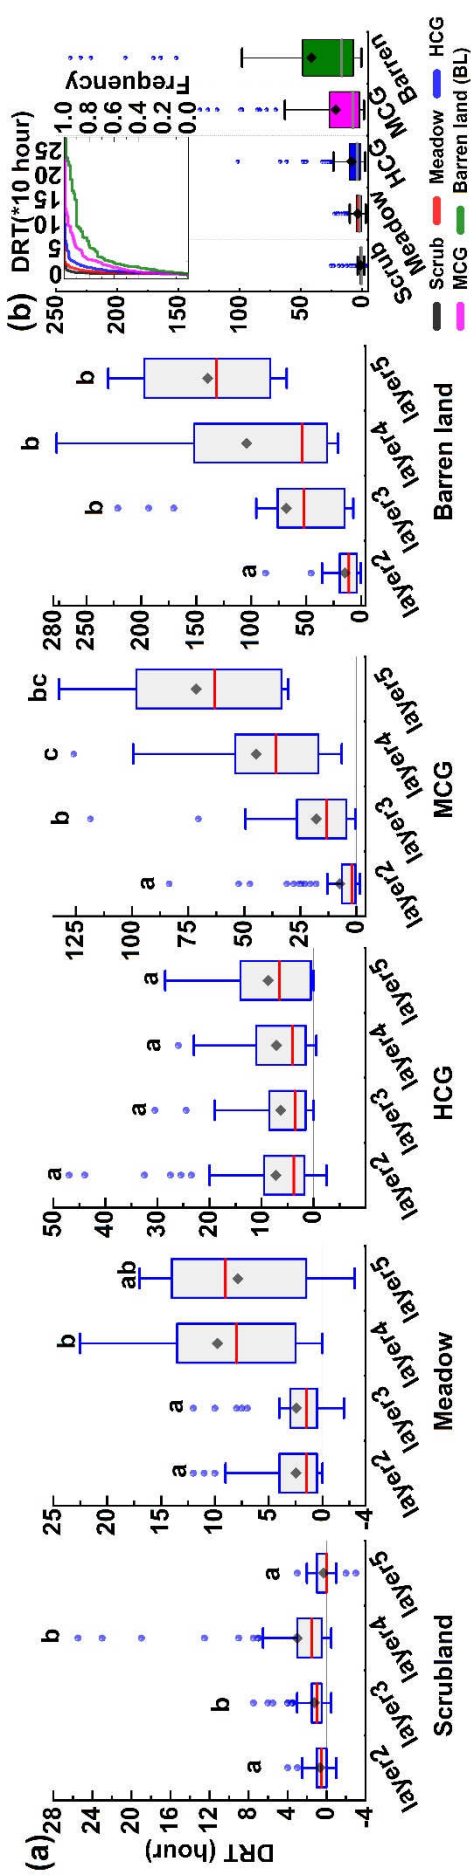 (a)
DRT (hour)
28
24
20
16
12
8
4
0
-4
b
a
b
a
layer2 layer3 layer4 layer5
Scrubland
25
20
15
10
5
0
-4
a
a
b
ab
layer2 layer3 layer4 layer5
Meadow
50
40
30
20
10
0
a
a
a
a
layer2 layer3 layer4 layer5
HCG
125
100
75
50
25
0
a
b
c
bc
layer2 layer3 layer4 layer5
MCG
280
250
200
150
100
50
0
a
b
b
b
layer2 layer3 layer4 layer5
Barren land
(b)
DRT(*10 hour)
0 5 10 15 20 25
1.0
0.8
0.6
0.4
0.2
0.0
Frequency
250
200
150
100
50
0
Scrub Meadow HCG MCG Barren
Scrub Meadow HCG
MCG Barren land (BL)